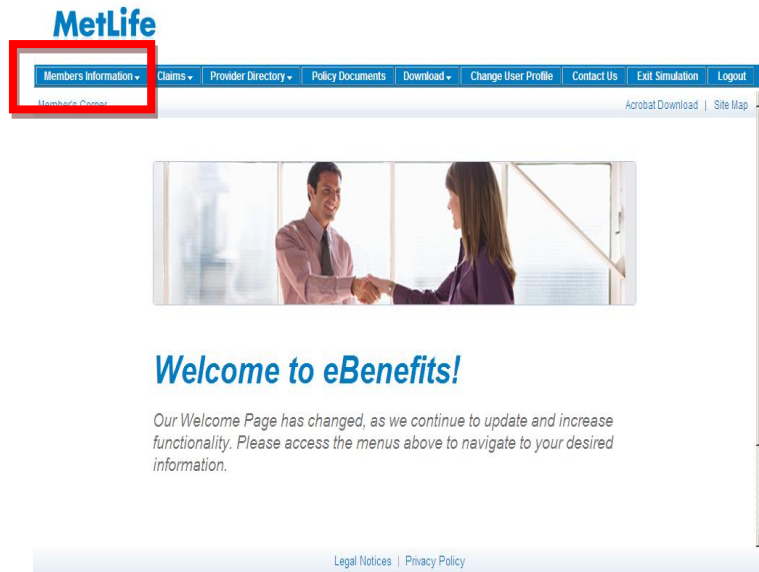 MetLife
Members Information Claims Provider Directory Policy Documents Download Change User Profile Contact Us Exit Simulation Logout
Member's Corner Acrobat Download | Site Map
Welcome to eBenefits!
Our Welcome Page has changed, as we continue to update and increase
functionality. Please access the menus above to navigate to your desired
information.
Legal Notices | Privacy Policy